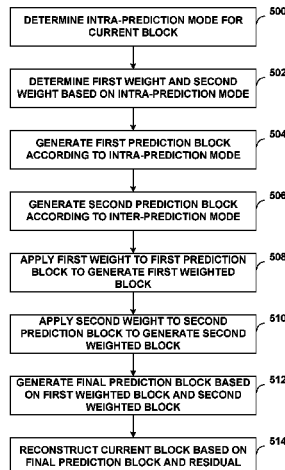 DETERMINE INTRA-PREDICTION MODE FOR
CURRENT BLOCK
500
DETERMINE FIRST WEIGHT AND SECOND
WEIGHT BASED ON INTRA-PREDICTION MODE
502
GENERATE FIRST PREDICTION BLOCK
ACCORDING TO INTRA-PREDICTION MODE
504
GENERATE SECOND PREDICTION BLOCK
ACCORDING TO INTER-PREDICTION MODE
506
APPLY FIRST WEIGHT TO FIRST PREDICTION
BLOCK TO GENERATE FIRST WEIGHTED
BLOCK
508
APPLY SECOND WEIGHT TO SECOND
PREDICTION BLOCK TO GENERATE SECOND
WEIGHTED BLOCK
510
GENERATE FINAL PREDICTION BLOCK BASED
ON FIRST WEIGHTED BLOCK AND SECOND
WEIGHTED BLOCK
512
RECONSTRUCT CURRENT BLOCK BASED ON
FINAL PREDICTION BLOCK AND RESIDUAL
514